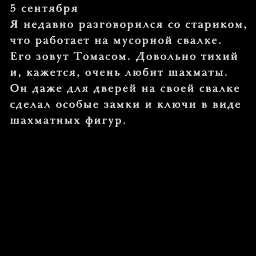 5 сентября
Я недавно разговорился со стариком,
что работает на мусорной свалке.
Его зовут Томасом. Довольно тихий
и, кажется, очень любит шахматы.
Он даже для дверей на своей свалке
сделал особые замки и ключи в виде
шахматных фигур.